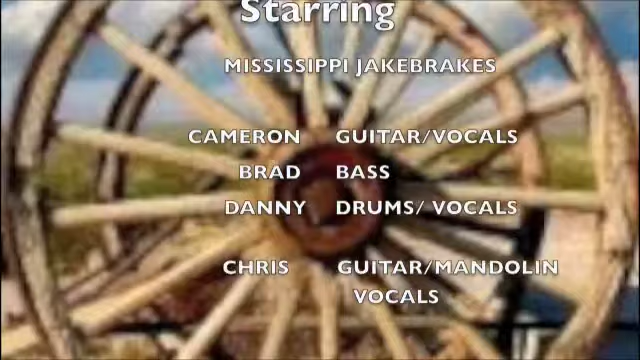 Starring
MISSISSIPPI JAKEBRAKES
CAMERON GUITAR/VOCALS
BRAD BASS
DANNY DRUMS/ VOCALS
CHRIS GUITAR/MANDOLIN
VOCALS